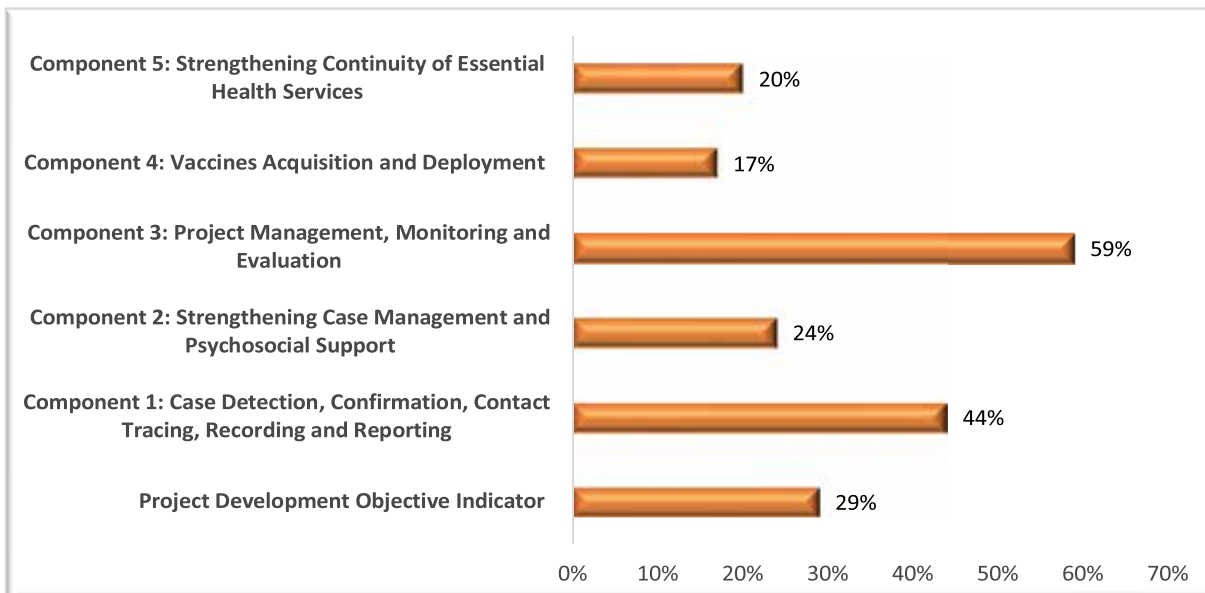 Component 5: Strengthening Continuity of Essential
Health Services
20%
Component 4: Vaccines Acquisition and Deployment
17%
Component 3: Project Management, Monitoring and
Evaluation
59%
Component 2: Strengthening Case Management and
Psychosocial Support
24%
Component 1: Case Detection, Confirmation, Contact
Tracing, Recording and Reporting
44%
Project Development Objective Indicator
29%
0% 10% 20% 30% 40% 50% 60% 70%